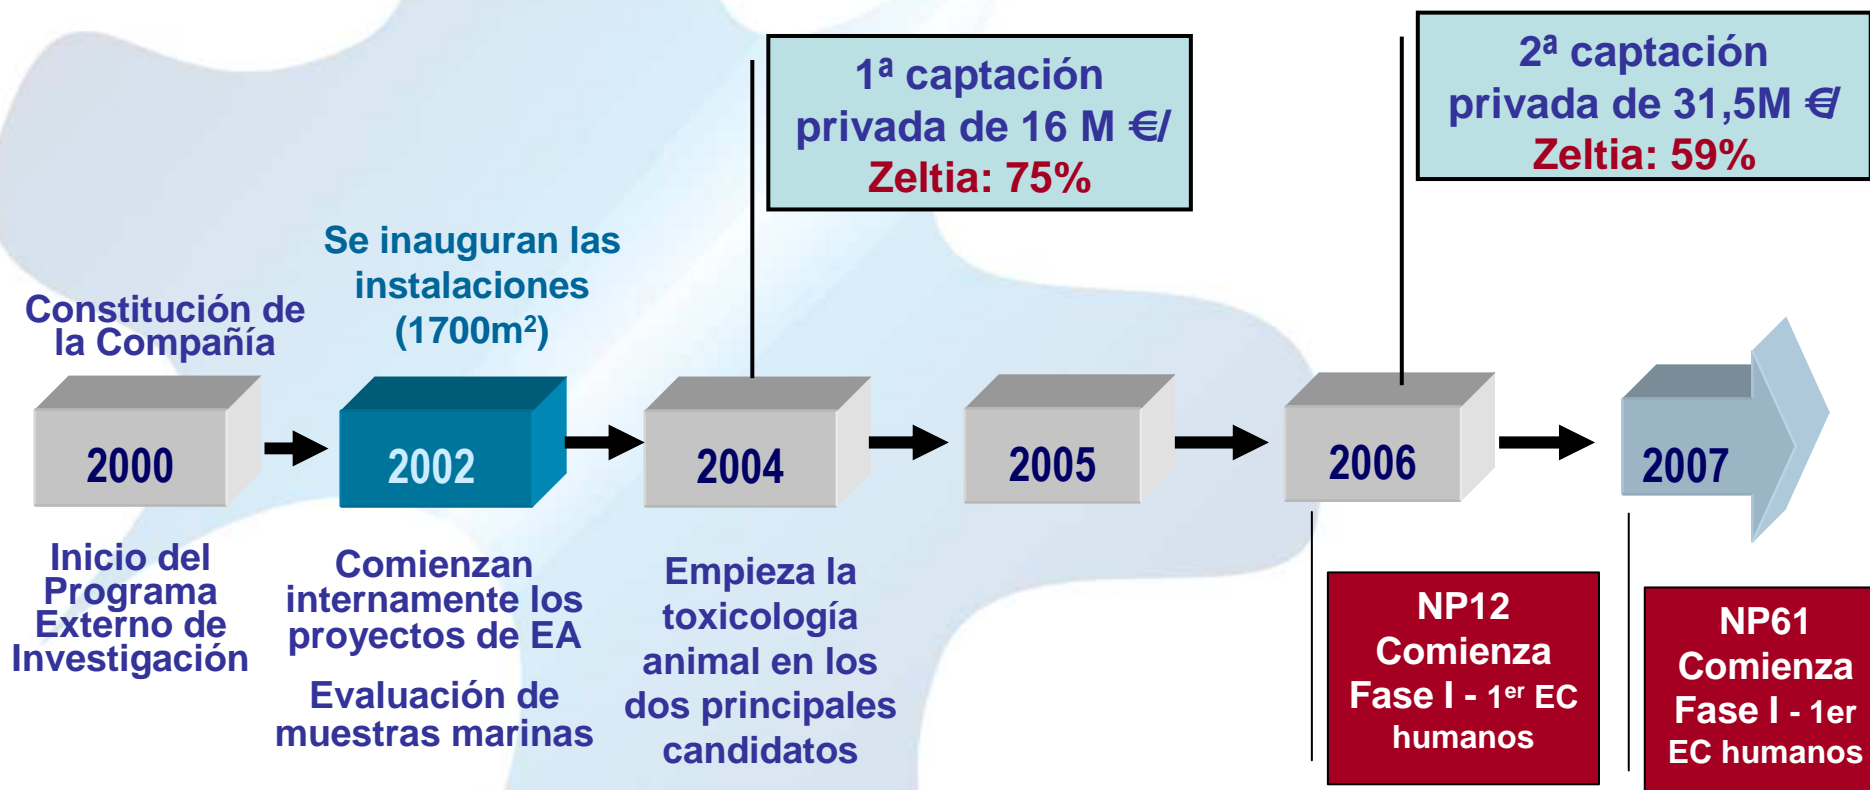 1ª captación
privada de 16 M €/
Zeltia: 75%
2ª captación
privada de 31,5M €/
Zeltia: 59%
Constitución de
la Compañía
Se inauguran las
instalaciones
(1700m²)
2000
2002
2004
2005
2006
2007
Inicio del
Programa
Externo de
Investigación
Comienzan
internamente los
proyectos de EA
Evaluación de
muestras marinas
Empieza la
toxicología
animal en los
dos principales
candidatos
NP12
Comienza
Fase I - 1er EC
humanos
NP61
Comienza
Fase I - 1er
EC humanos